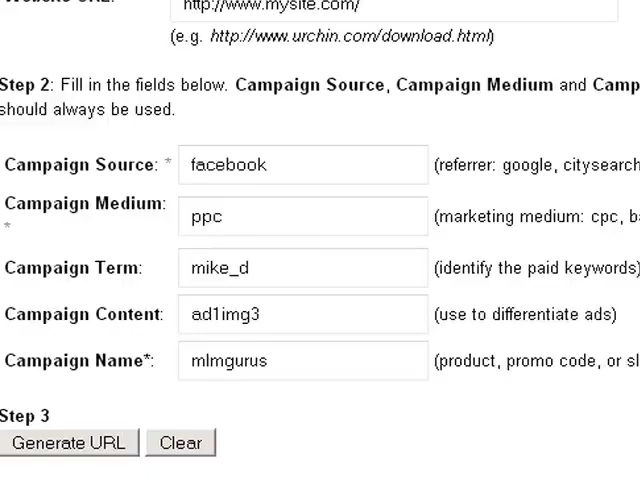 http://www.mysite.com/
(e.g. http://www.urchin.com/download.html)
Step 2: Fill in the fields below. Campaign Source, Campaign Medium and Camp
should always be used.
Campaign Source: * facebook (referrer: google, citysearch
Campaign Medium: * ppc (marketing medium: cpc, ba
Campaign Term: mike_d (identify the paid keywords)
Campaign Content: ad1img3 (use to differentiate ads)
Campaign Name*: mlmgurus (product, promo code, or sl
Step 3
Generate URL Clear